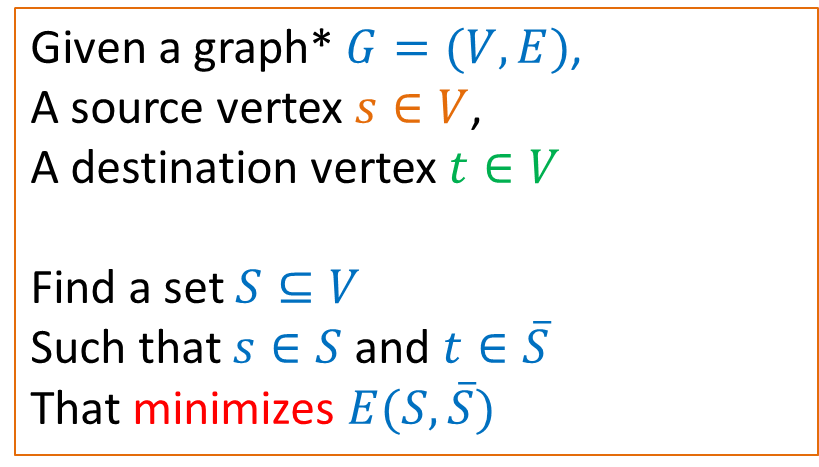 Given a graph* G = (V, E),
A source vertex s ∈ V,
A destination vertex t ∈ V
Find a set S ⊆ V
Such that s ∈ S and t ∈ S̄
That minimizes E(S, S̄)